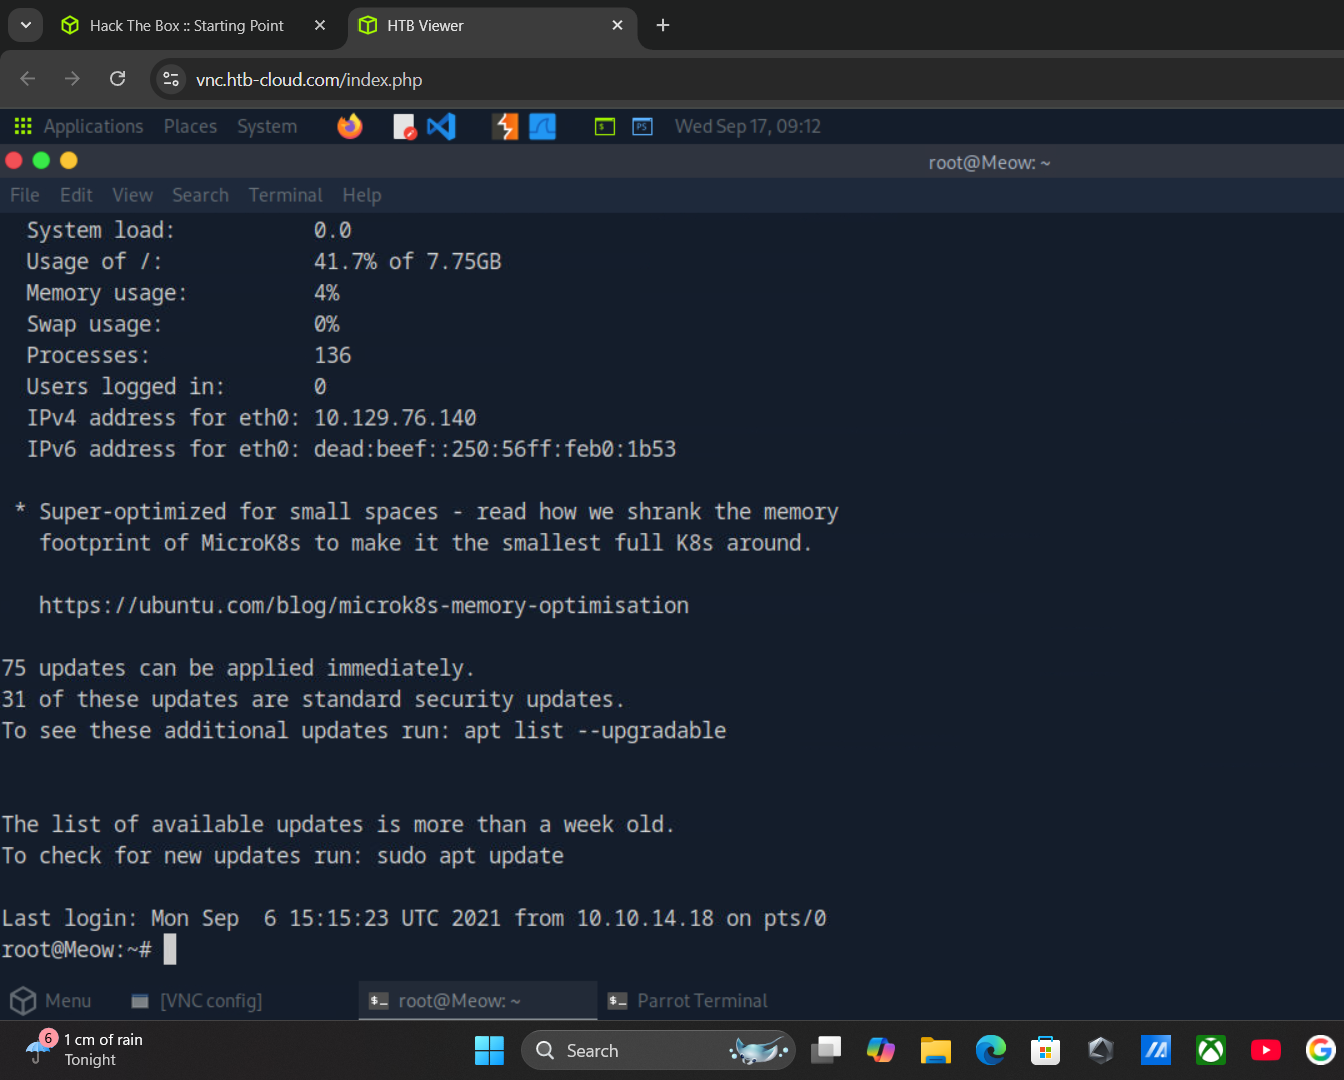 Hack The Box :: Starting Point
HTB Viewer
vnc.htb-cloud.com/index.php
Applications Places System $ PS Wed Sep 17, 09:12
root@Meow: ~
File Edit View Search Terminal Help
System load: 0.0
Usage of /: 41.7% of 7.75GB
Memory usage: 4%
Swap usage: 0%
Processes: 136
Users logged in: 0
IPv4 address for eth0: 10.129.76.140
IPv6 address for eth0: dead:beef::250:56ff:feb0:1b53
* Super-optimized for small spaces - read how we shrank the memory
footprint of MicroK8s to make it the smallest full K8s around.
https://ubuntu.com/blog/microk8s-memory-optimisation
75 updates can be applied immediately.
31 of these updates are standard security updates.
To see these additional updates run: apt list --upgradable
The list of available updates is more than a week old.
To check for new updates run: sudo apt update
Last login: Mon Sep  6 15:15:23 UTC 2021 from 10.10.14.18 on pts/0
root@Meow:~#
Menu [VNC config] $_ root@Meow: ~ $_ Parrot Terminal
6 1 cm of rain
Tonight
Search